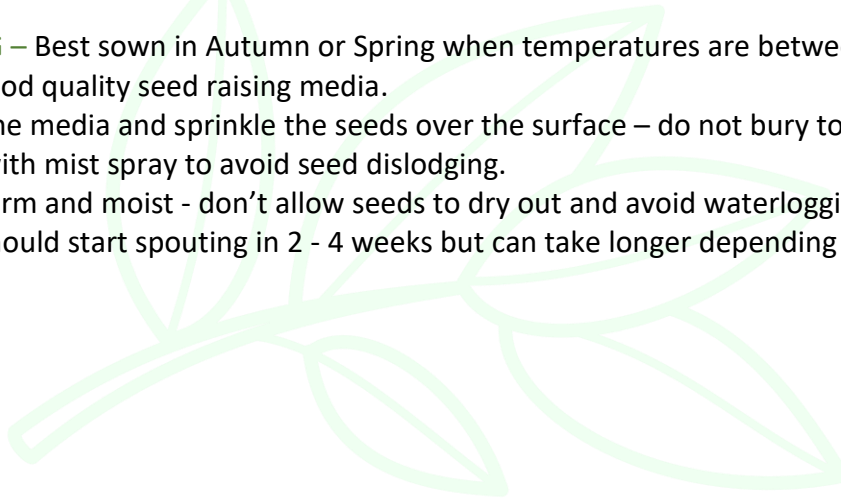 – Best sown in Autumn or Spring when temperatures are betwe
od quality seed raising media.
ne media and sprinkle the seeds over the surface – do not bury to
ith mist spray to avoid seed dislodging.
rm and moist - don’t allow seeds to dry out and avoid waterloggi
ould start spouting in 2 - 4 weeks but can take longer depending